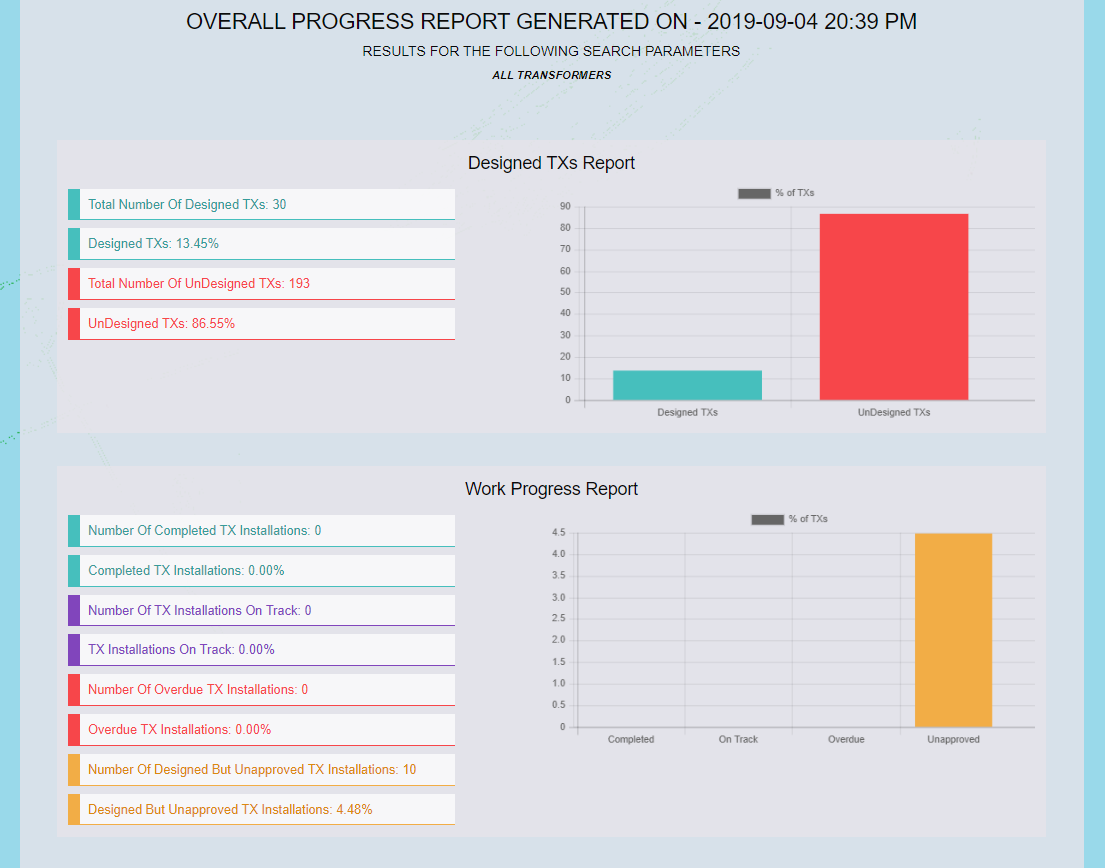 OVERALL PROGRESS REPORT GENERATED ON - 2019-09-04 20:39 PM
RESULTS FOR THE FOLLOWING SEARCH PARAMETERS
ALL TRANSFORMERS
Designed TXs Report
Total Number Of Designed TXs: 30
Designed TXs: 13.45%
Total Number Of UnDesigned TXs: 193
UnDesigned TXs: 86.55%
% of TXs
90
80
70
60
50
40
30
20
10
0
Designed TXs UnDesigned TXs
Work Progress Report
Number Of Completed TX Installations: 0
Completed TX Installations: 0.00%
Number Of TX Installations On Track: 0
TX Installations On Track: 0.00%
Number Of Overdue TX Installations: 0
Overdue TX Installations: 0.00%
Number Of Designed But Unapproved TX Installations: 10
Designed But Unapproved TX Installations: 4.48%
% of TXs
4.5
4.0
3.5
3.0
2.5
2.0
1.5
1.0
0.5
0
Completed On Track Overdue Unapproved